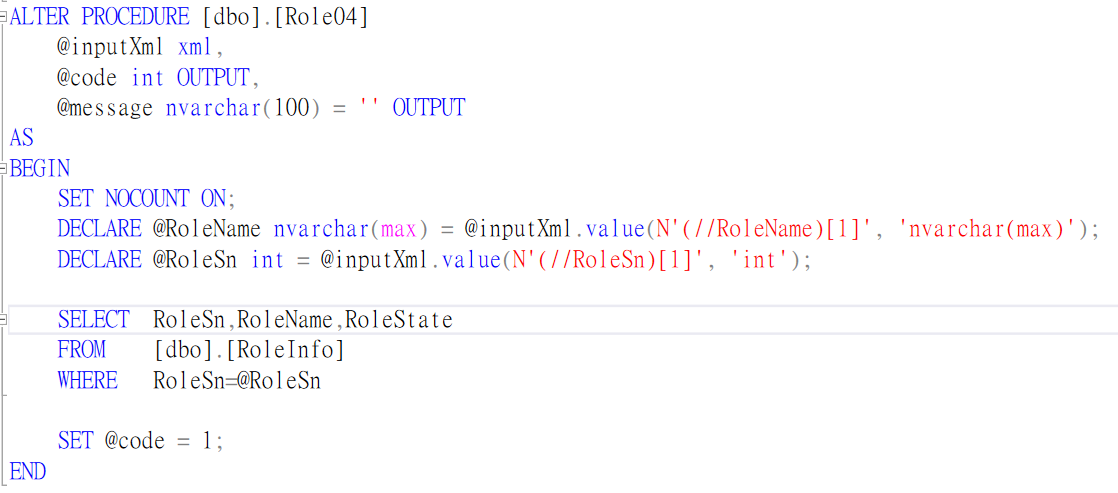 ALTER PROCEDURE [dbo].[Role04]
    @inputXml xml,
    @code int OUTPUT,
    @message nvarchar(100) = '' OUTPUT
AS
BEGIN
    SET NOCOUNT ON;
    DECLARE @RoleName nvarchar(max) = @inputXml.value(N'(//RoleName)[1]', 'nvarchar(max)');
    DECLARE @RoleSn int = @inputXml.value(N'(//RoleSn)[1]', 'int');
    SELECT  RoleSn,RoleName,RoleState
    FROM    [dbo].[RoleInfo]
    WHERE   RoleSn=@RoleSn
    SET @code = 1;
END